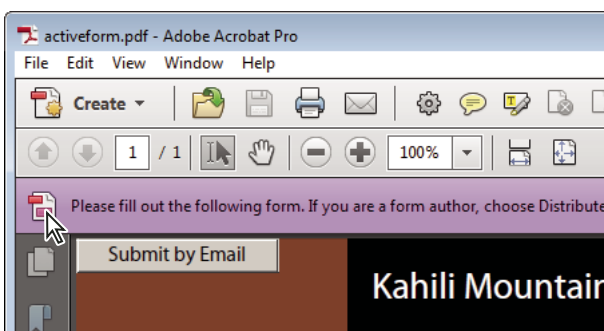 activeform.pdf - Adobe Acrobat Pro
File Edit View Window Help
Create
1 / 1 100%
Please fill out the following form. If you are a form author, choose Distribute
Submit by Email
Kahili Mountain